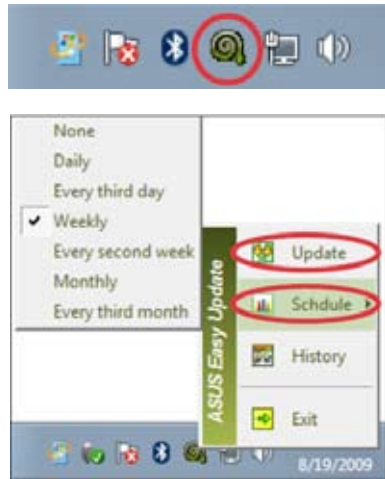 None
Daily
Every third day
Weekly
Every second week
Monthly
Every third month
ASUS Easy Update
Update
Schdule
History
Exit
8/19/2009